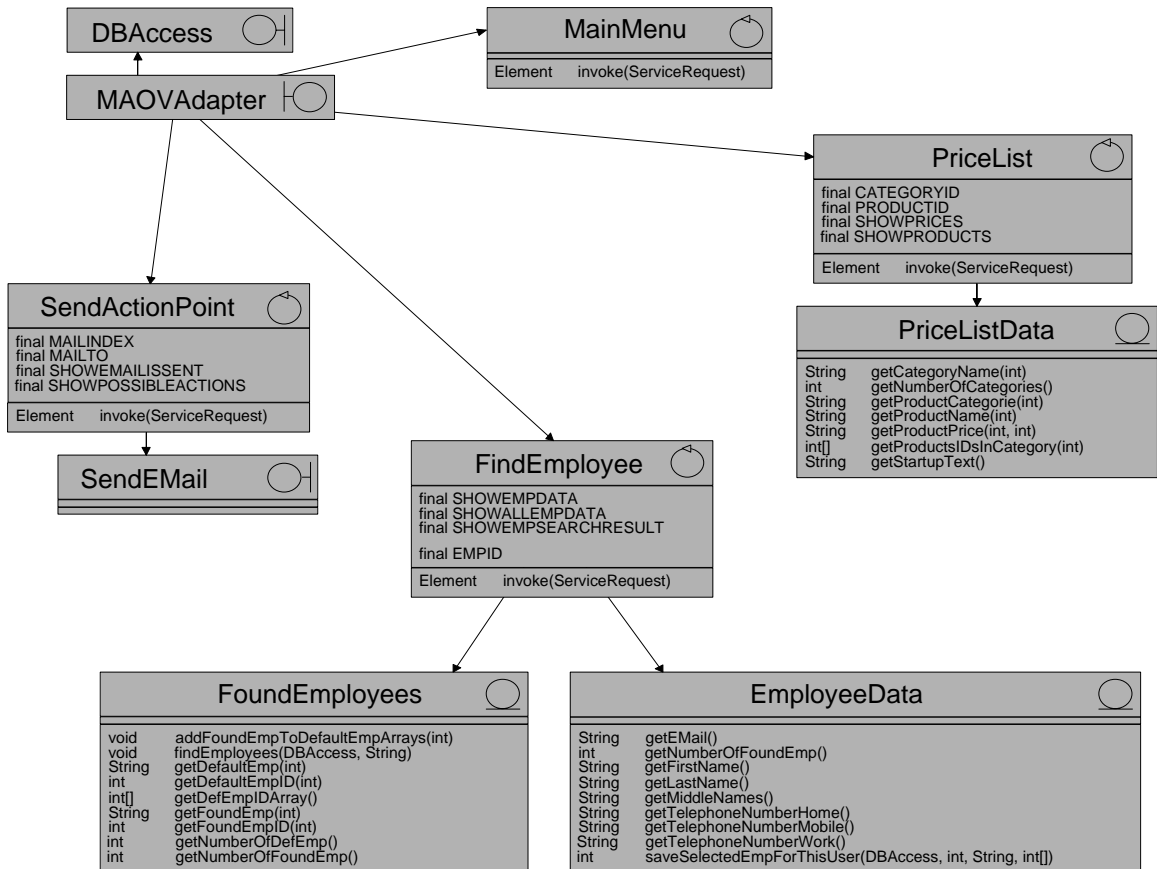 DBAccess
MainMenu
Element invoke(ServiceRequest)
MAOVAdapter
PriceList
final CATEGORYID
final PRODUCTID
final SHOWPRICES
final SHOWPRODUCTS
Element invoke(ServiceRequest)
SendActionPoint
final MAILINDEX
final MAILTO
final SHOWEMAILISSENT
final SHOWPOSSIBLEACTIONS
Element invoke(ServiceRequest)
PriceListData
String getCategoryName(int)
int getNumberOfCategories()
String getProductCategorie(int)
String getProductName(int)
String getProductPrice(int, int)
int[] getProductsIDsInCategory(int)
String getStartupText()
SendEMail
FindEmployee
final SHOWEMPDATA
final SHOWALLEMPDATA
final SHOWEMPSEARCHRESULT
final EMPID
Element invoke(ServiceRequest)
FoundEmployees
void addFoundEmpToDefaultEmpArrays(int)
void findEmployees(DBAccess, String)
String getDefaultEmp(int)
int getDefaultEmpID(int)
int[] getDefEmpIDArray()
String getFoundEmp(int)
int getFoundEmpID(int)
int getNumberOfDefEmp()
int getNumberOfFoundEmp()
EmployeeData
String getEMail()
int getNumberOfFoundEmp()
String getFirstName()
String getLastName()
String getMiddleNames()
String getTelephoneNumberHome()
String getTelephoneNumberMobile()
String getTelephoneNumberWork()
int saveSelectedEmpForThisUser(DBAccess, int, String, int[])